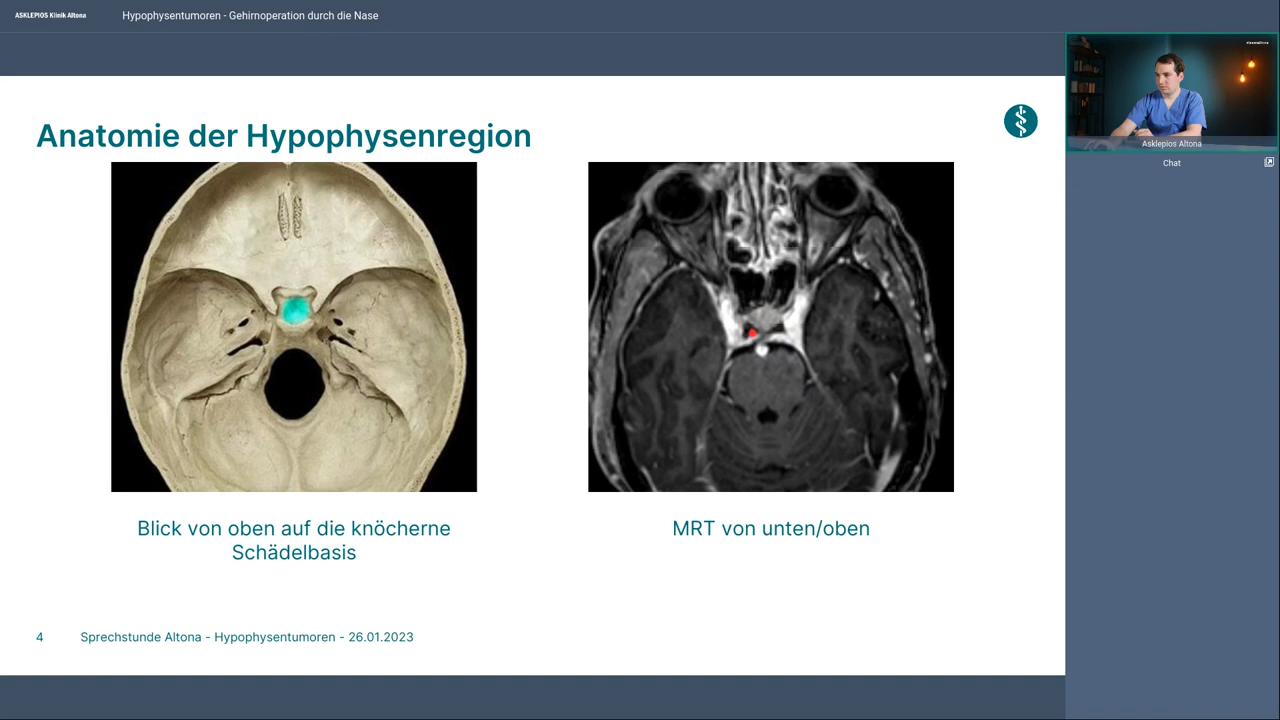 ASKLEPIOS Klinik Altona
Hypophysentumoren - Gehirnoperation durch die Nase
Anatomie der Hypophysenregion
Asklepios Altona
Chat
Blick von oben auf die knöcherne
Schädelbasis
MRT von unten/oben
4
Sprechstunde Altona - Hypophysentumoren - 26.01.2023